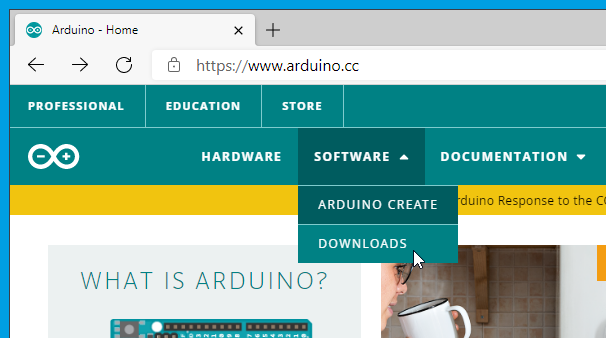 Arduino - Home
https://www.arduino.cc
PROFESSIONAL EDUCATION STORE
HARDWARE SOFTWARE DOCUMENTATION
ARDUINO CREATE
Response to the
DOWNLOADS
WHAT IS ARDUINO?